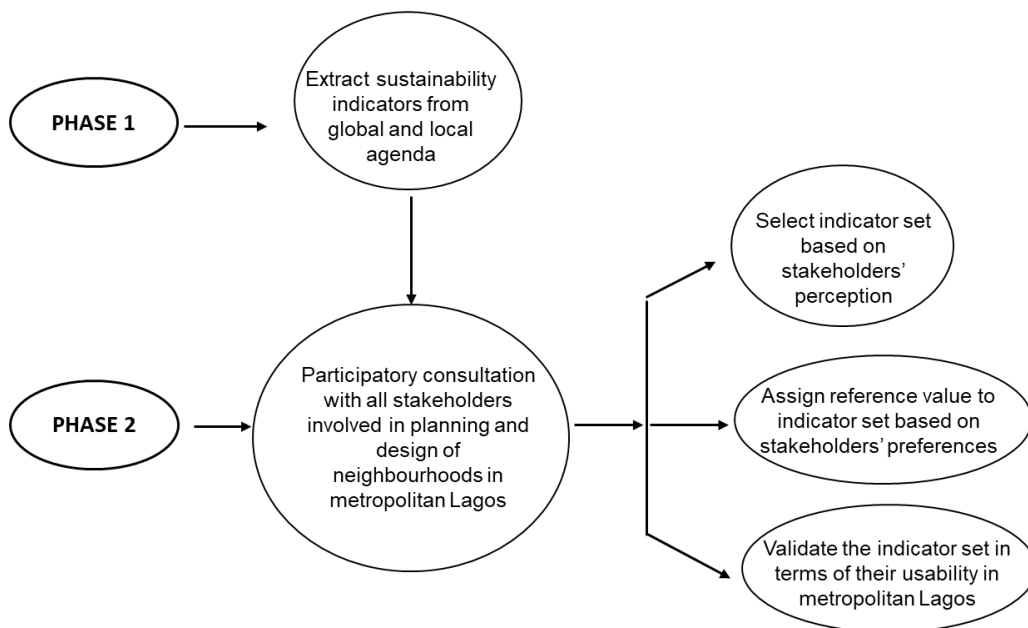 PHASE 1
Extract sustainability
indicators from
global and local
agenda
PHASE 2
Participatory consultation
with all stakeholders
involved in planning and
design of
neighbourhoods in
metropolitan Lagos
Select indicator set
based on
stakeholders’
perception
Assign reference value to
indicator set based on
stakeholders’ preferences
Validate the indicator set in
terms of their usability in
metropolitan Lagos